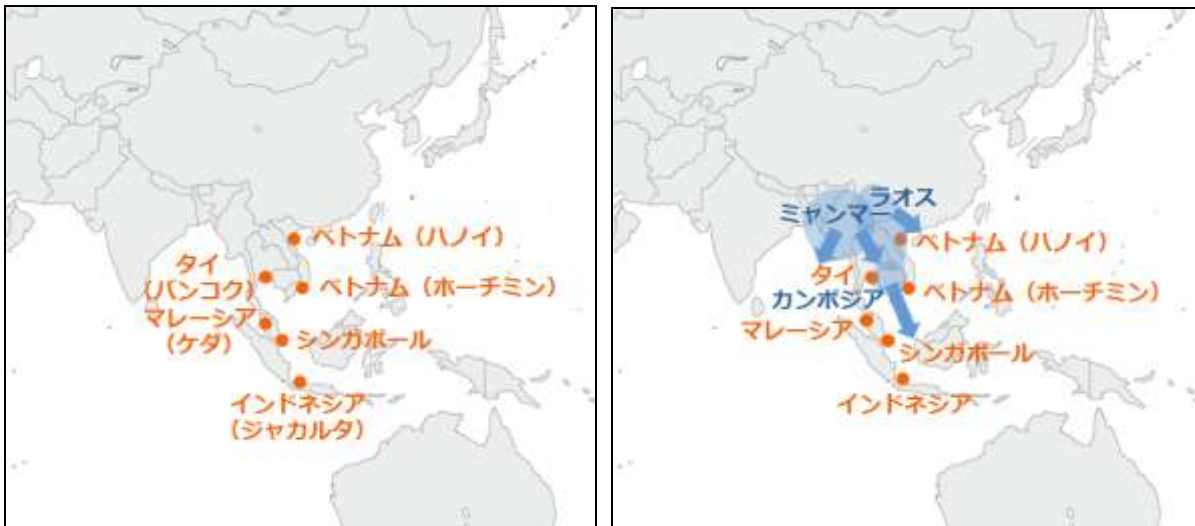 ベトナム（ハノイ）
タイ
（バンコク）
ベトナム（ホーチミン）
マレーシア
（ケダ）
シンガポール
インドネシア
（ジャカルタ）
ラオス
ミャンマー
ベトナム（ハノイ）
タイ
カンボジア
ベトナム（ホーチミン）
マレーシア
シンガポール
インドネシア